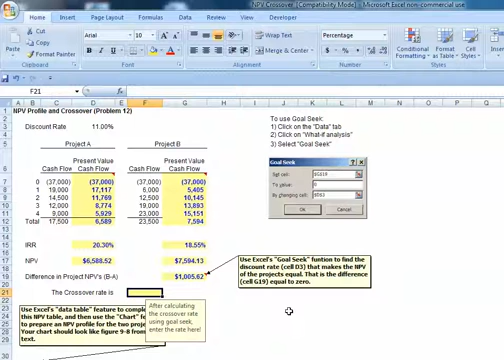 NPV Crossover [Compatibility Mode] - Microsoft Excel non-commercial use
Home Insert Page Layout Formulas Data Review View
Cut
Copy
Paste
Format Painter
Clipboard
Arial 10
B I U
Font
Wrap Text
Merge & Center
Alignment
Percentage
$ % ,
Number
Conditional Formatting
Format as Table
Cell Styles
Styles
F21
A B C D E F G H I J K L M
NPV Profile and Crossover (Problem 12)
To use Goal Seek:
Discount Rate 11.00%
1) Click on the "Data" tab
2) Click on "What-if analysis"
3) Select "Goal Seek"
Project A Project B
Present Value Present Value
Cash Flow Cash Flow Cash Flow Cash Flow
0 (37,000) (37,000) (37,000) (37,000)
1 19,000 17,117 6,000 5,405
2 14,500 11,769 12,500 10,145
3 12,000 8,774 19,000 13,893
4 9,000 5,929 23,000 15,151
Total 17,500 6,589 23,500 7,594
Goal Seek
Set cell: $G$19
To value: 0
By changing cell: $D$3
OK Cancel
IRR 20.30% 18.55%
NPV $6,588.52 $7,594.13
Difference in Project NPV's (B-A) $1,005.62
Use Excel's "Goal Seek" funtion to find the
discount rate (cell D3) that makes the NPV
of the projects equal. That is the difference
(cell G19) equal to zero.
The Crossover rate is
After calculating
the crossover rate
using goal seek,
enter the rate here!
Use Excel's "data table" feature to comple
this NPV table, and then use the "Chart" f
to prepare an NPV profile for the two proj
Your chart should look like figure 9-8 from
text.